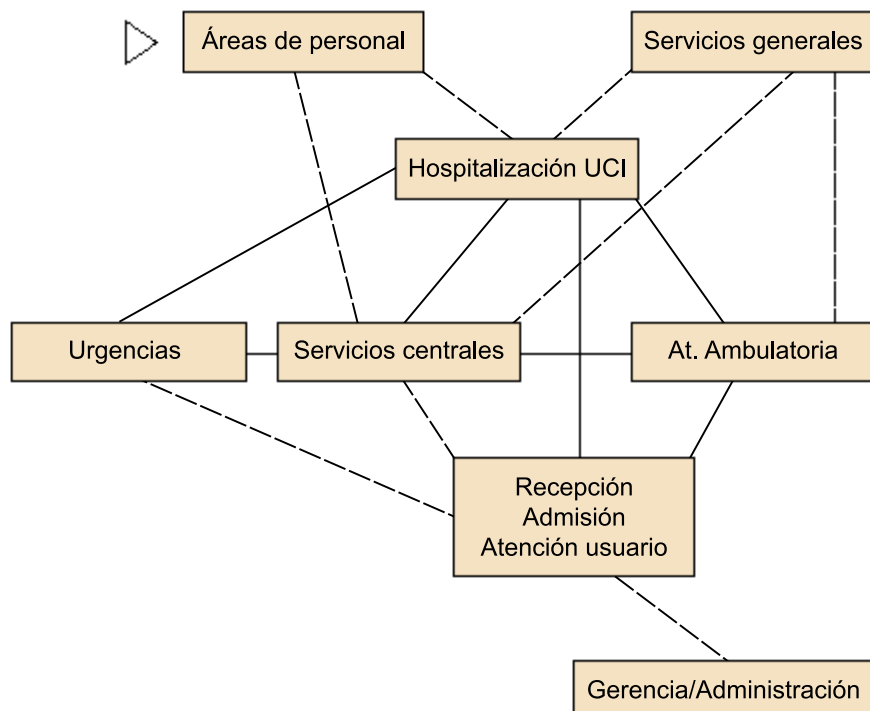 Áreas de personal
Servicios generales
Hospitalización UCI
Urgencias
Servicios centrales
At. Ambulatoria
Recepción
Admisión
Atención usuario
Gerencia/Administración